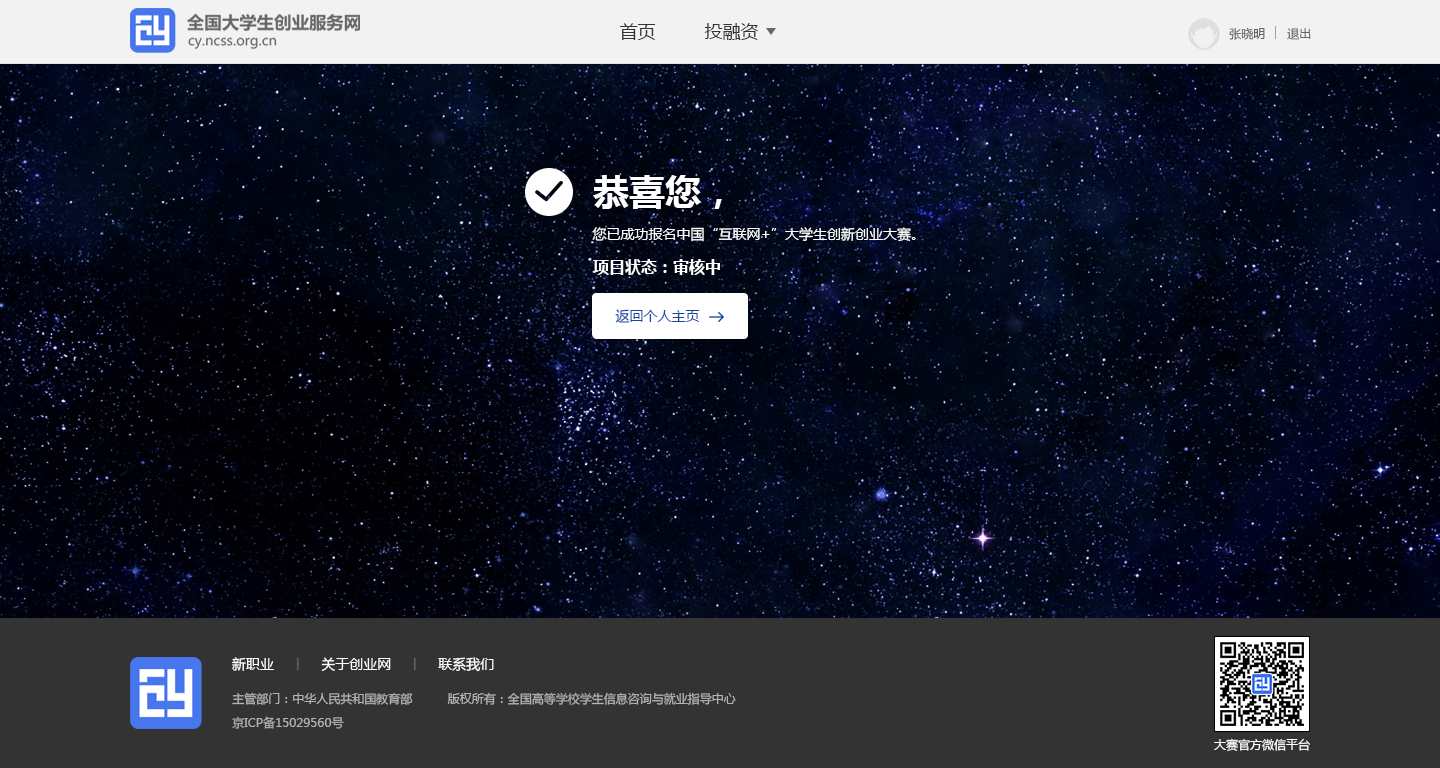 全国大学生创业服务网
cy.ncss.org.cn
首页 投融资
张晓明 | 退出
恭喜您，
您已成功报名中国“互联网+”大学生创新创业大赛。
项目状态：审核中
返回个人主页
新职业 | 关于创业网 | 联系我们
主管部门：中华人民共和国教育部 版权所有：全国高等学校学生信息咨询与就业指导中心
京ICP备15029560号
大赛官方微信平台